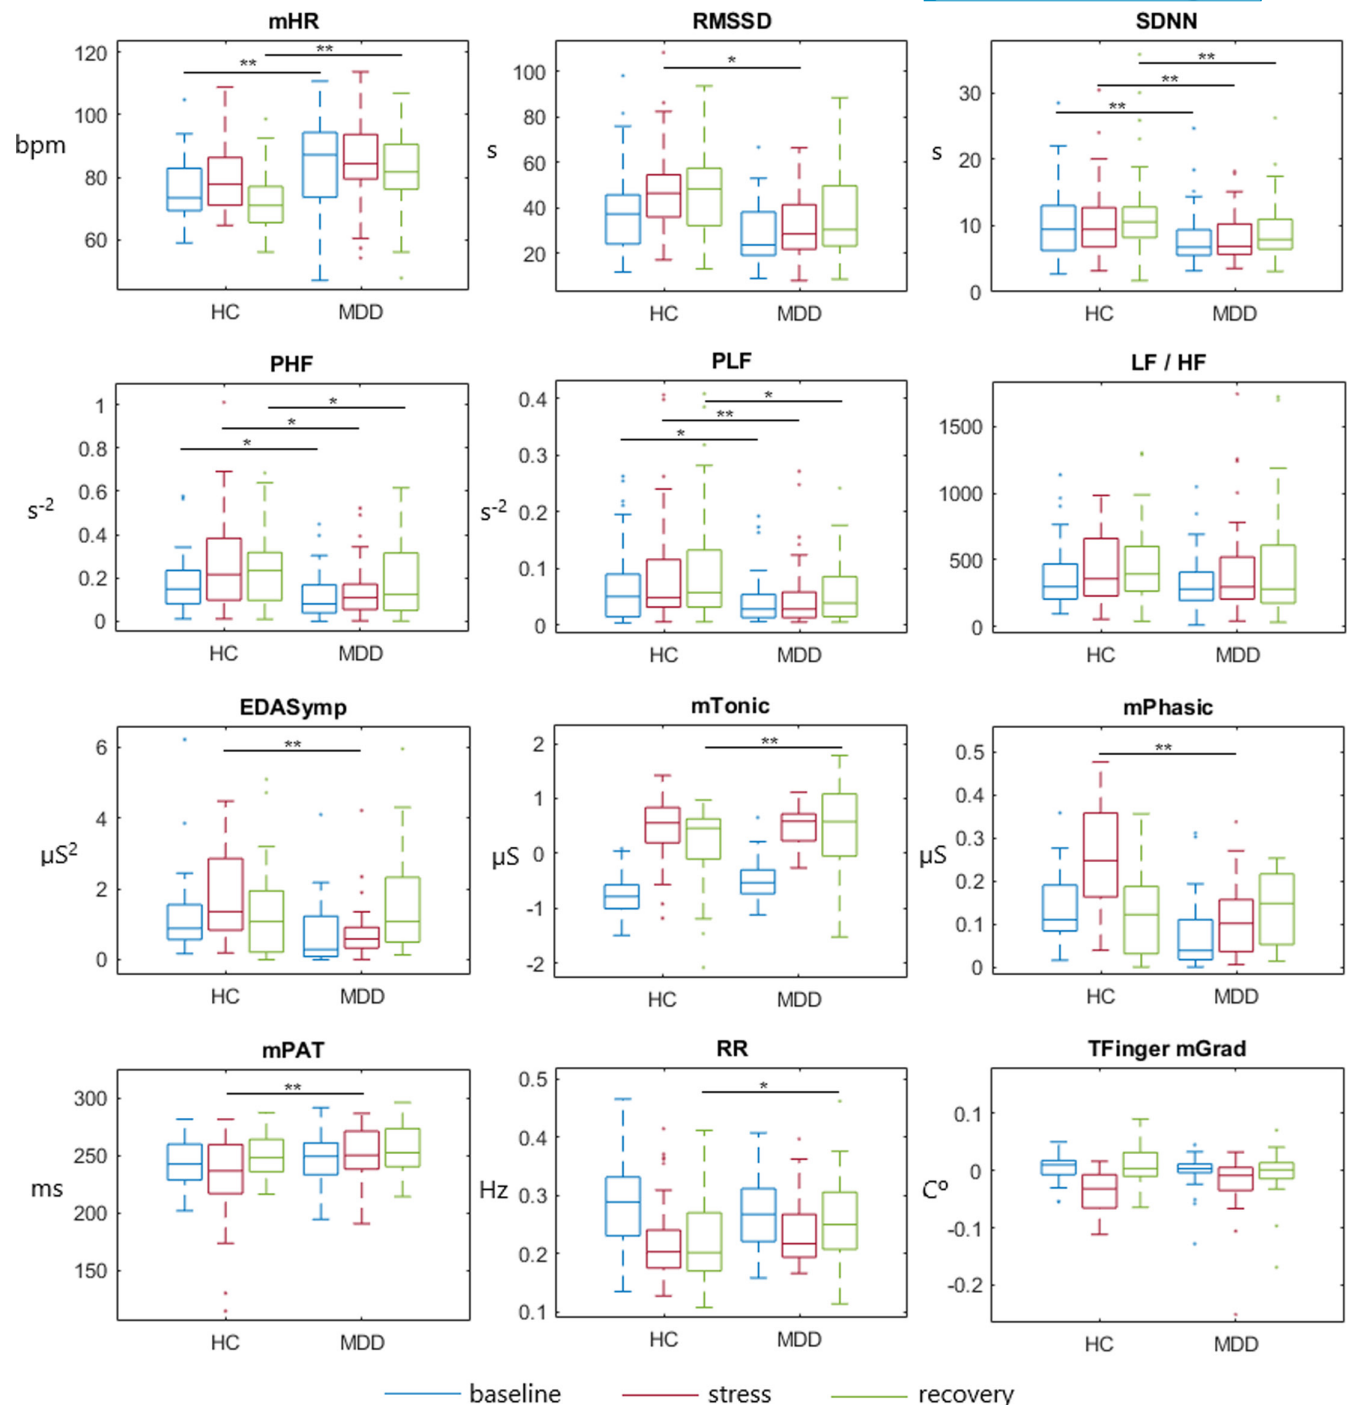 mHR
RMSSD
SDNN
120
100
80
60
bpm
**
**
HC
MDD
100
80
60
40
20
s
*
HC
MDD
30
20
10
0
s
**
**
**
HC
MDD
PHF
PLF
LF / HF
1
0.8
0.6
0.4
0.2
0
s-2
*
*
*
HC
MDD
0.4
0.3
0.2
0.1
0
s-2
*
**
*
HC
MDD
1500
1000
500
0
HC
MDD
EDASymp
mTonic
mPhasic
6
4
2
0
µS2
**
HC
MDD
2
1
0
-1
-2
µS
**
HC
MDD
0.5
0.4
0.3
0.2
0.1
0
µS
**
HC
MDD
mPAT
RR
TFinger mGrad
300
250
200
150
ms
**
HC
MDD
0.5
0.4
0.3
0.2
0.1
Hz
*
HC
MDD
0.1
0
-0.1
-0.2
Cº
HC
MDD
baseline stress recovery